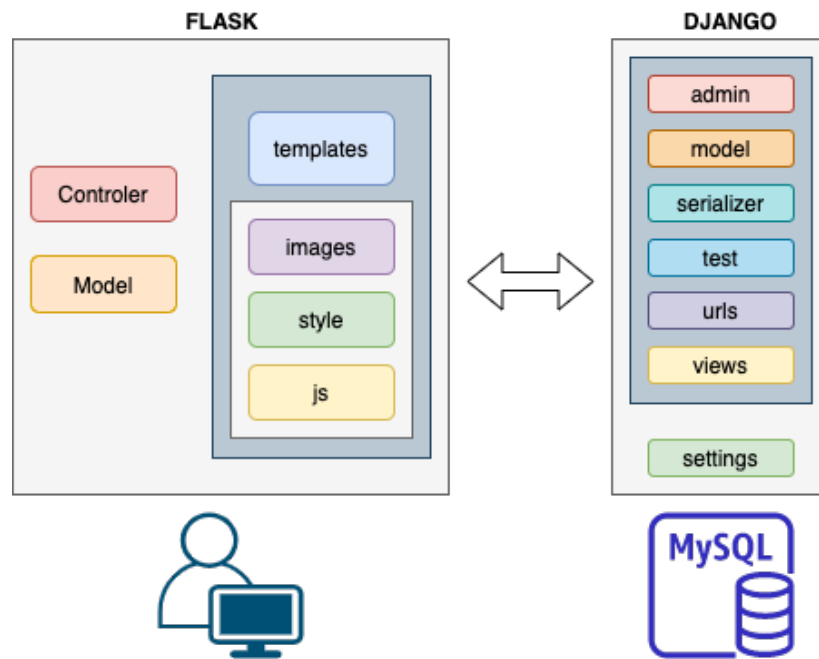 FLASK
DJANGO
Controler
Model
templates
images
style
js
admin
model
serializer
test
urls
views
settings
MySQL